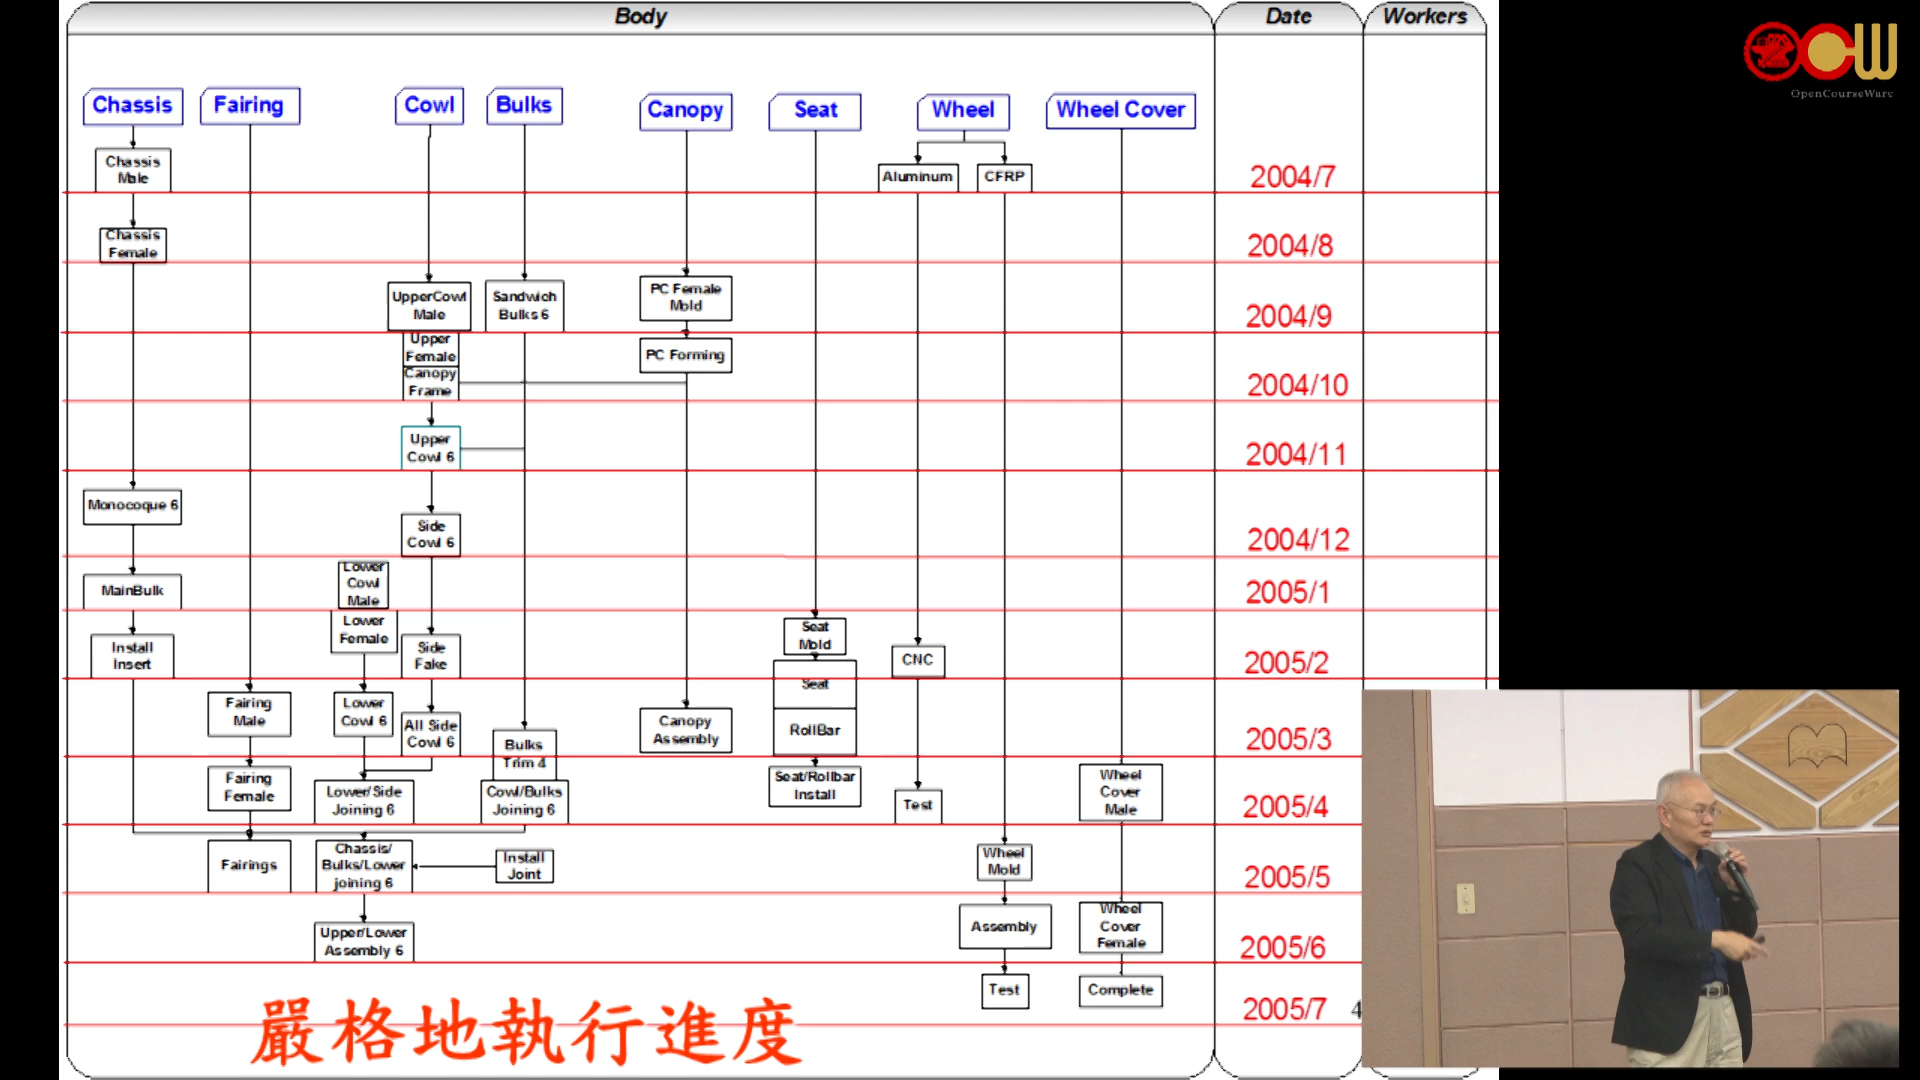 Body
Date
Workers
Chassis
Fairing
Cowl
Bulks
Canopy
Seat
Wheel
Wheel Cover
Chassis
Male
Aluminum
CFRP
2004/7
Chassis
Female
2004/8
UpperCowl
Male
Sandwich
Bulks 6
PC Female
Mold
2004/9
Upper
Female
PC Forming
Canopy
Frame
2004/10
Upper
Cowl 6
2004/11
Monocoque 6
Side
Cowl 6
2004/12
MainBulk
Lower
Cowl
Male
2005/1
Install
Insert
Lower
Female
Side
Fake
Seat
Mold
CNC
2005/2
Seat
Fairing
Male
Lower
Cowl 6
All Side
Cowl 6
Bulks
Trim 4
Canopy
Assembly
RollBar
2005/3
Fairing
Female
Lower/Side
Joining 6
Cowl/Bulks
Joining 6
Seat/Rollbar
Install
Test
Wheel
Cover
Male
2005/4
Fairings
Chassis/
Bulks/Lower
joining 6
Install
Joint
Wheel
Mold
2005/5
Upper/Lower
Assembly 6
Assembly
Wheel
Cover
Female
2005/6
Test
Complete
2005/7
4
嚴格地執行進度
OCW
OpenCourseWare